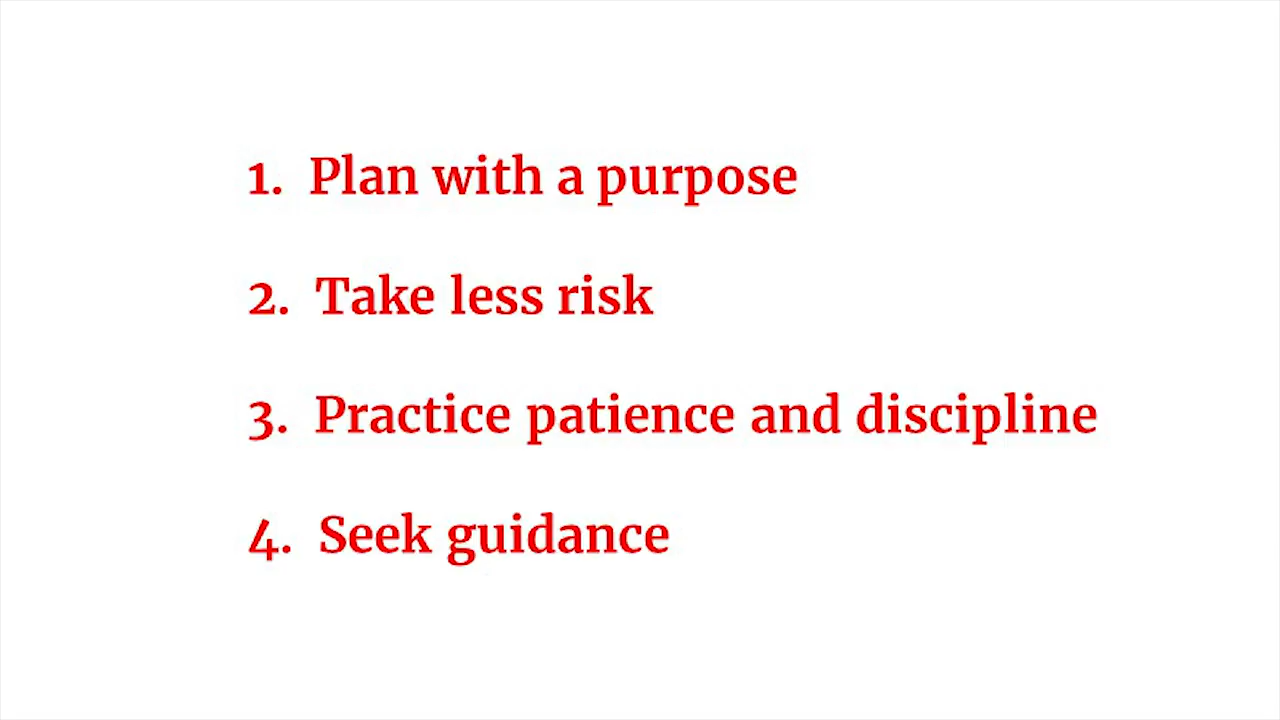 1. Plan with a purpose
2. Take less risk
3. Practice patience and discipline
4. Seek guidance